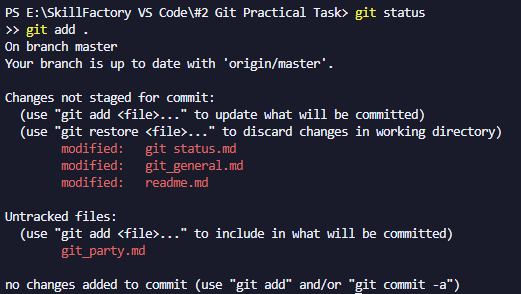 PS E:\SkillFactory VS Code\#2 Git Practical Task> git status
>> git add .
On branch master
Your branch is up to date with 'origin/master'.

Changes not staged for commit:
  (use "git add <file>..." to update what will be committed)
  (use "git restore <file>..." to discard changes in working directory)
        modified:   git status.md
        modified:   git_general.md
        modified:   readme.md

Untracked files:
  (use "git add <file>..." to include in what will be committed)
        git_party.md

no changes added to commit (use "git add" and/or "git commit -a")